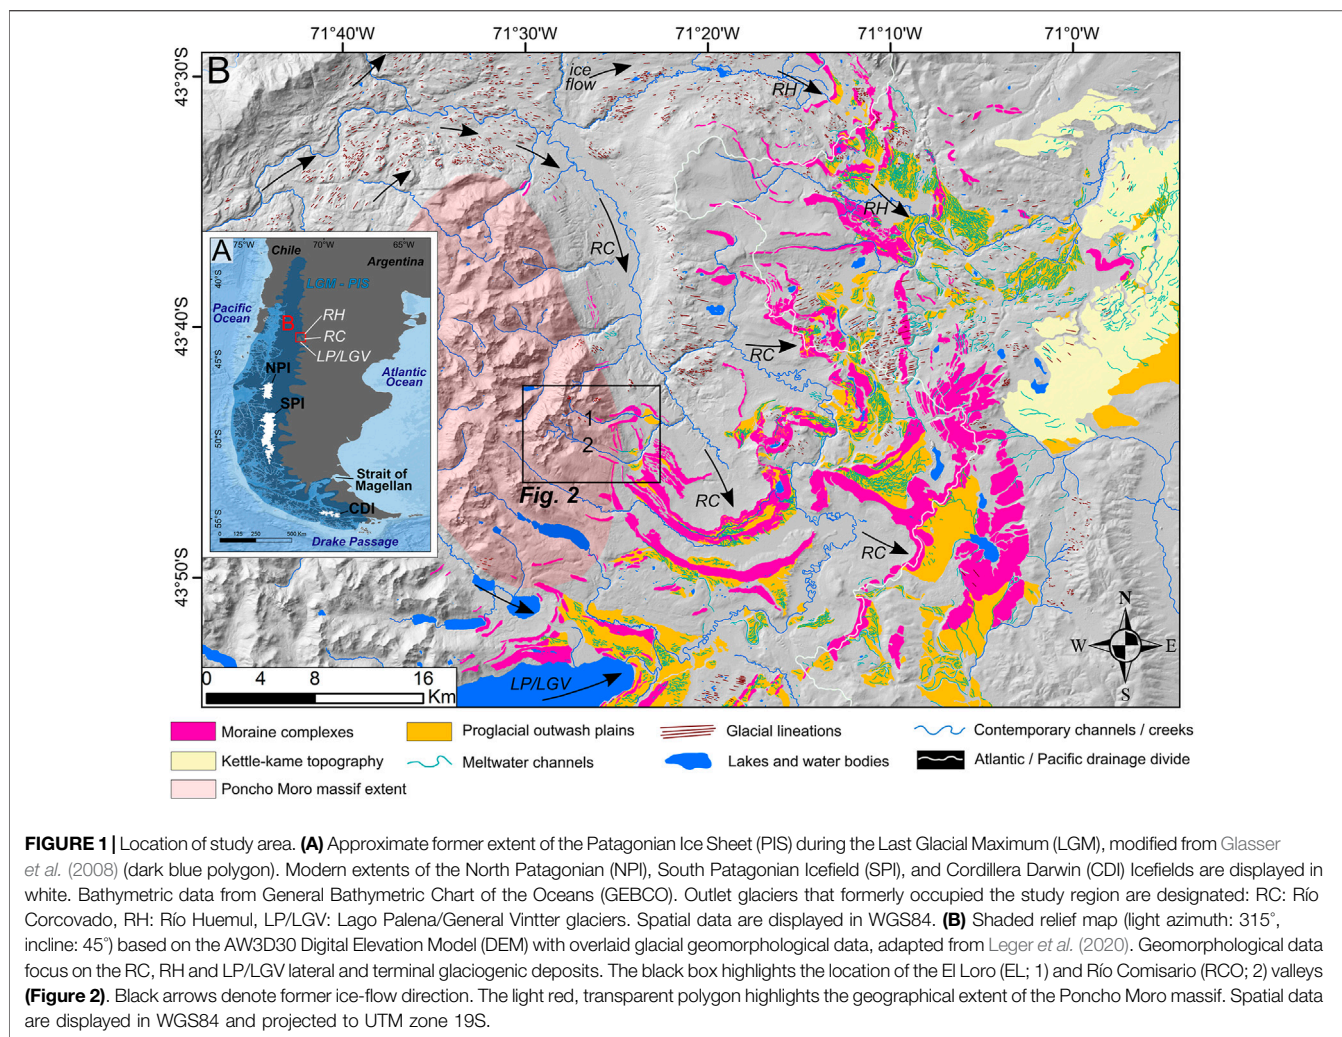 71°40'W 71°30'W 71°20'W 71°10'W 71°0'W
B
43°30'S
43°40'S
43°50'S
ice
flow
RH
RH
RC
RC
RC
RC
1
2
Fig. 2
LP/LGV
A
75°W 70°W 65°W
40°S
45°S
50°S
55°S
Chile
Argentina
LGM - PIS
Pacific
Ocean
B
RH
RC
LP/LGV
NPI
SPI
Atlantic
Ocean
Strait of
Magellan
CDI
Drake Passage
0 125 250 500 Km
0 4 8 16
Km
N
W E
S
Moraine complexes Proglacial outwash plains Glacial lineations Contemporary channels / creeks
Kettle-kame topography Meltwater channels Lakes and water bodies Atlantic / Pacific drainage divide
Poncho Moro massif extent
FIGURE 1 | Location of study area. (A) Approximate former extent of the Patagonian Ice Sheet (PIS) during the Last Glacial Maximum (LGM), modified from Glasser
et al. (2008) (dark blue polygon). Modern extents of the North Patagonian (NPI), South Patagonian Icefield (SPI), and Cordillera Darwin (CDI) Icefields are displayed in
white. Bathymetric data from General Bathymetric Chart of the Oceans (GEBCO). Outlet glaciers that formerly occupied the study region are designated: RC: Río
Corcovado, RH: Río Huemul, LP/LGV: Lago Palena/General Vintter glaciers. Spatial data are displayed in WGS84. (B) Shaded relief map (light azimuth: 315°,
incline: 45°) based on the AW3D30 Digital Elevation Model (DEM) with overlaid glacial geomorphological data, adapted from Leger et al. (2020). Geomorphological data
focus on the RC, RH and LP/LGV lateral and terminal glaciogenic deposits. The black box highlights the location of the El Loro (EL; 1) and Río Comisario (RCO; 2) valleys
(Figure 2). Black arrows denote former ice-flow direction. The light red, transparent polygon highlights the geographical extent of the Poncho Moro massif. Spatial data
are displayed in WGS84 and projected to UTM zone 19S.